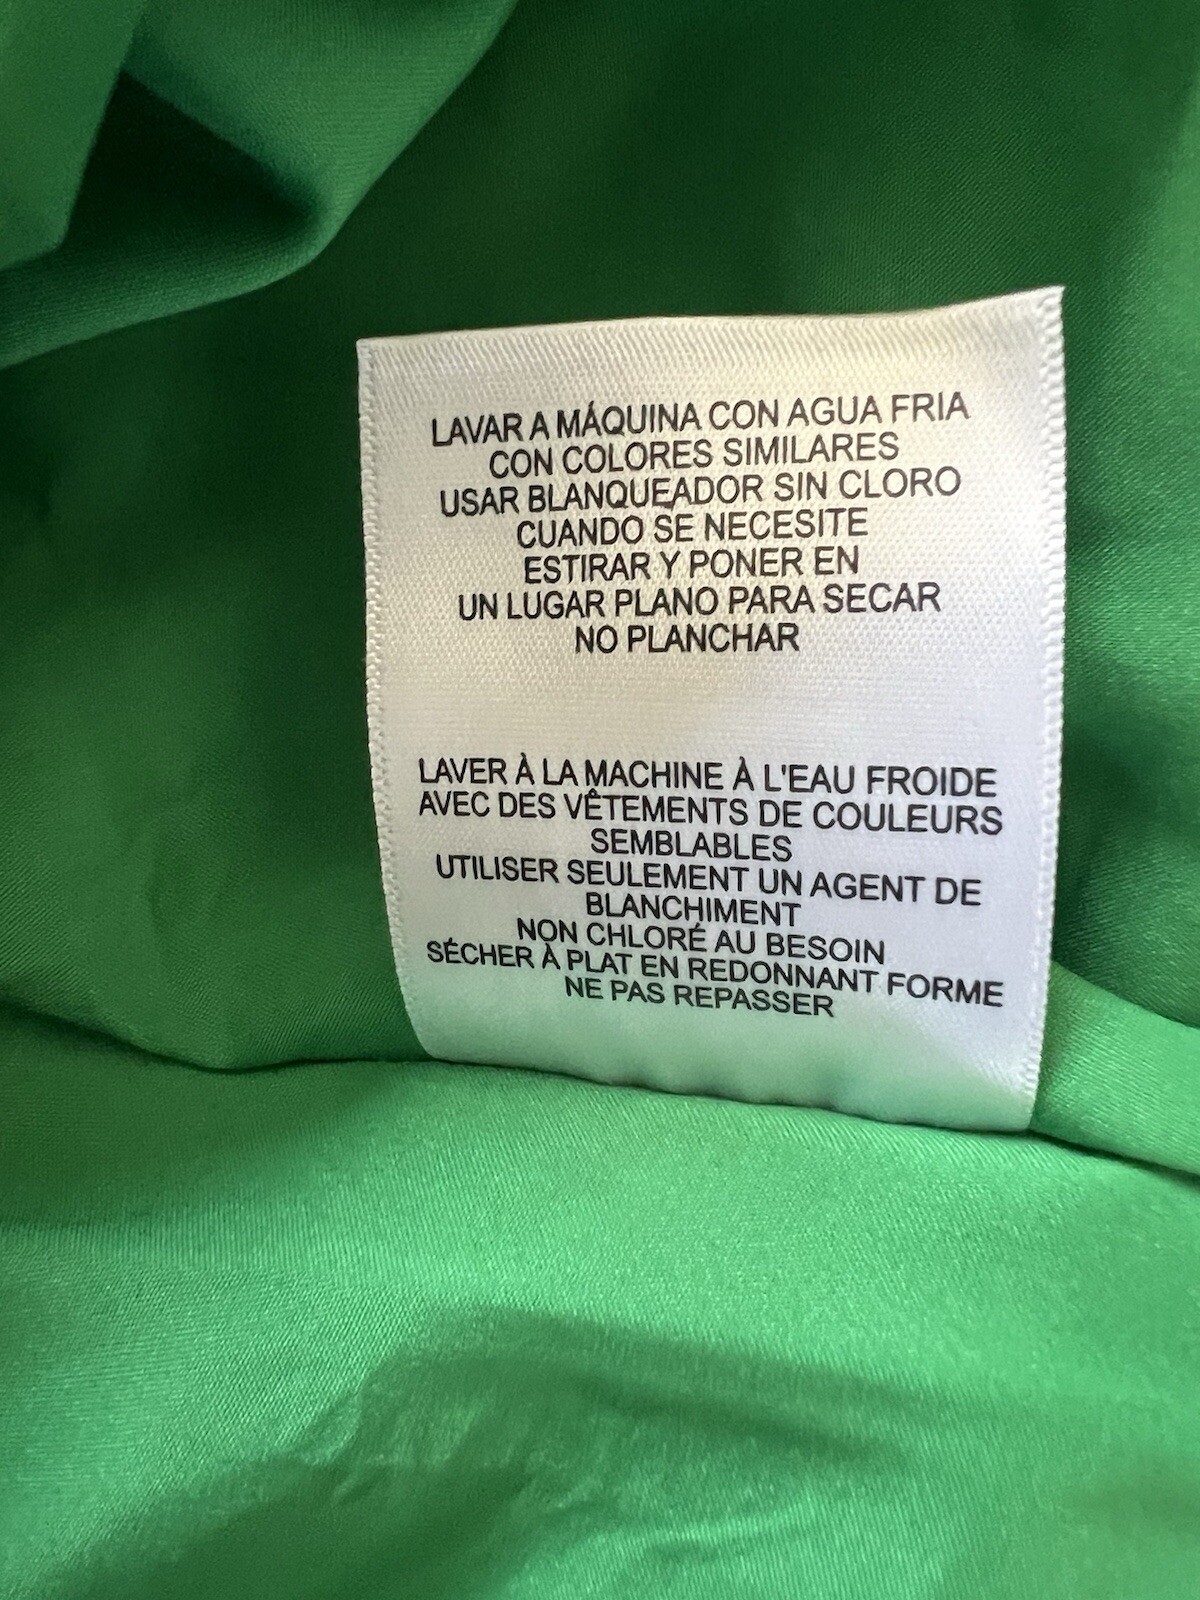 LAVAR A MÁQUINA CON AGUA FRIA
CON COLORES SIMILARES
USAR BLANQUEADOR SIN CLORO
CUANDO SE NECESITE
ESTIRAR Y PONER EN
UN LUGAR PLANO PARA SECAR
NO PLANCHAR
LAVER À LA MACHINE À L'EAU FROIDE
AVEC DES VÊTEMENTS DE COULEURS
SEMBLABLES
UTILISER SEULEMENT UN AGENT DE
BLANCHIMENT
NON CHLORÉ AU BESOIN
SÉCHER À PLAT EN REDONNANT FORME
NE PAS REPASSER